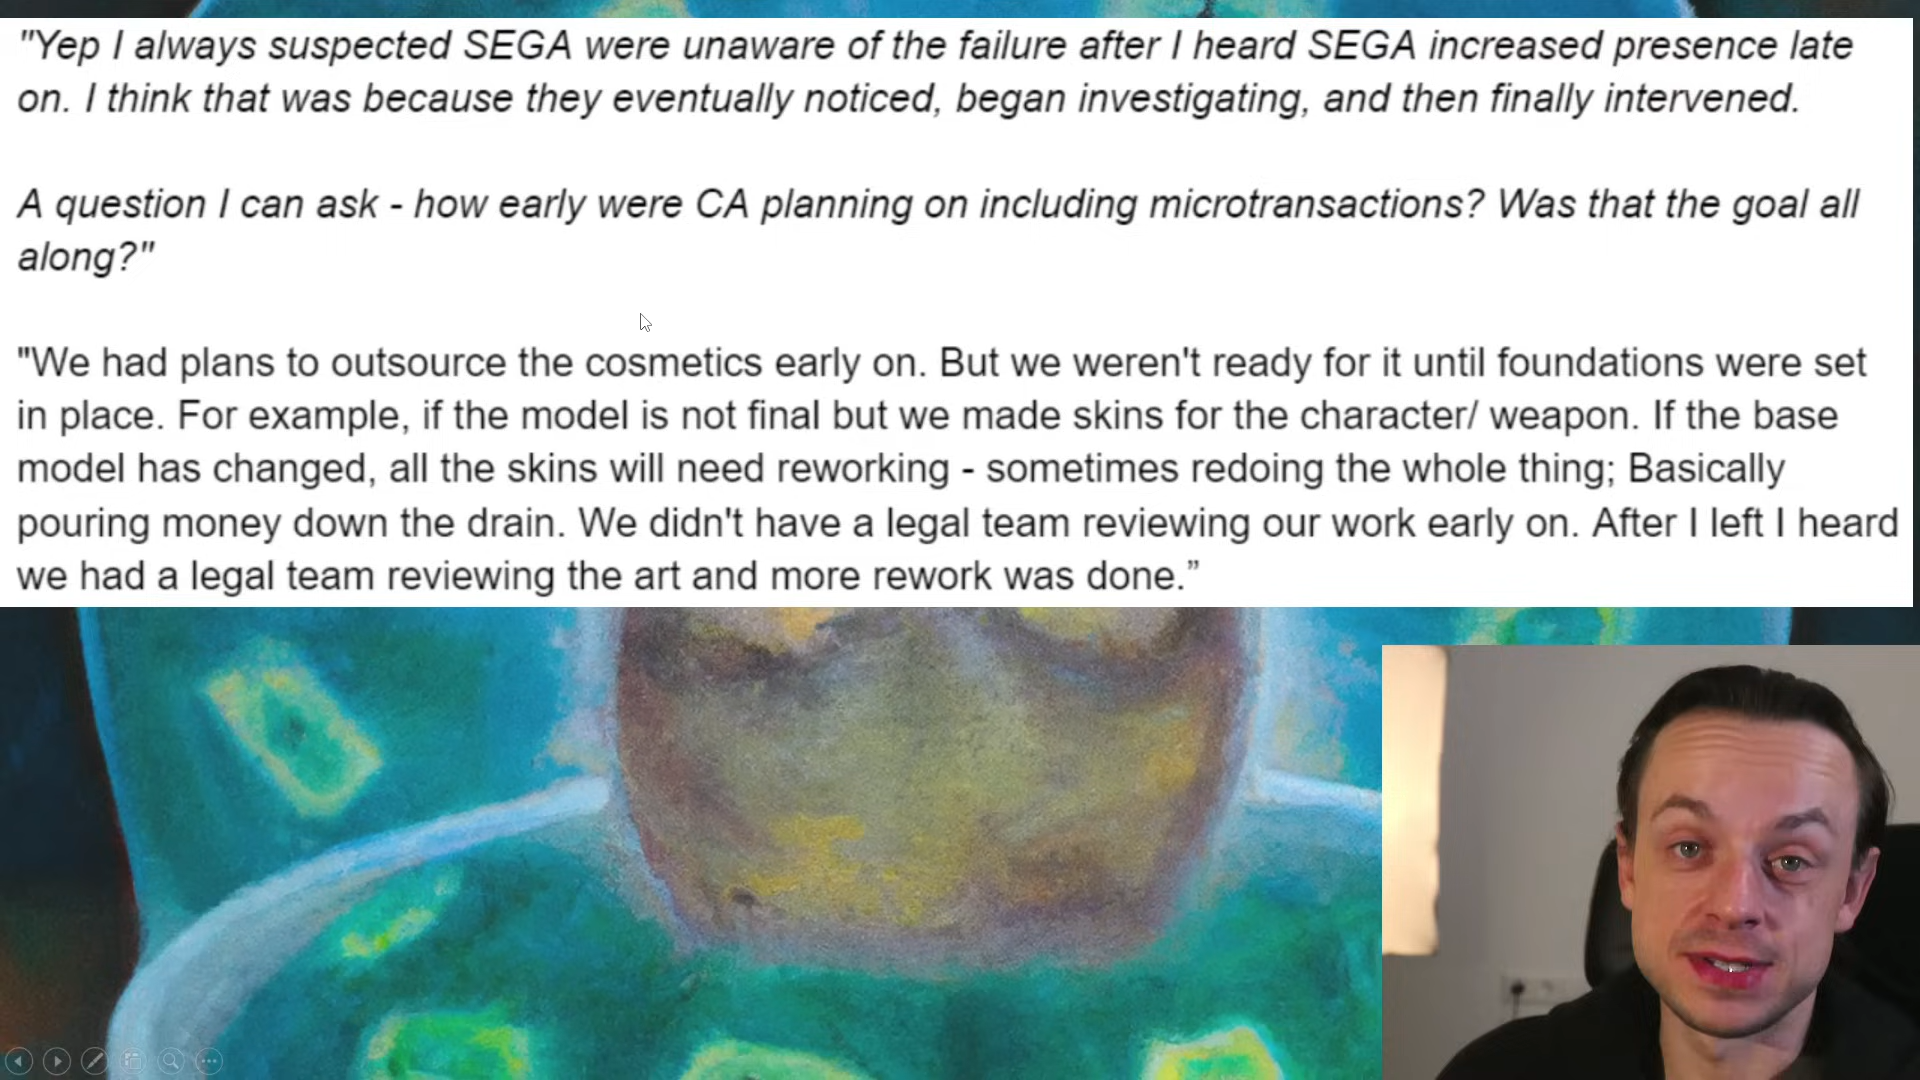 "Yep I always suspected SEGA were unaware of the failure after I heard SEGA increased presence late
on. I think that was because they eventually noticed, began investigating, and then finally intervened.
A question I can ask - how early were CA planning on including microtransactions? Was that the goal all
along?"
"We had plans to outsource the cosmetics early on. But we weren't ready for it until foundations were set
in place. For example, if the model is not final but we made skins for the character/ weapon. If the base
model has changed, all the skins will need reworking - sometimes redoing the whole thing; Basically
pouring money down the drain. We didn't have a legal team reviewing our work early on. After I left I heard
we had a legal team reviewing the art and more rework was done.”